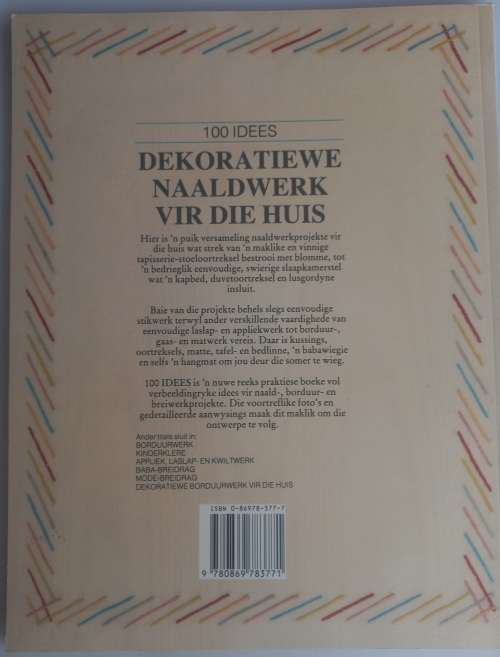 100 IDEES
DEKORATIEWE
NAALDWERK
VIR DIE HUIS
Hier is 'n puik versameling naaldwerkprojekte vir
die huis wat strek van 'n maklike en vinnige
tapisserie-stoeloortreksel bestrooi met blomme, tot
'n bedrieglik eenvoudige, swierige slaapkamerstel
wat 'n kapbed, duvetoortreksel en lusgordyne
insluit.
Baie van die projekte behels slegs eenvoudige
stikwerk terwyl ander verskillende vaardighede van
eenvoudige laslap- en appliekwerk tot borduur-,
gaas- en matwerk vereis. Daar is kussings,
oortreksels, matte, tafel- en bedlinne, 'n babawiegie
en selfs 'n hangmat om jou deur die somer te wieg.
100 IDEES is 'n nuwe reeks praktiese boeke vol
verbeeldingryke idees vir naald-, borduur- en
breiwerkprojekte. Die voortreflike foto's en
gedetailleerde aanwysings maak dit maklik om die
ontwerpe te volg.
Ander titels sluit in:
BORDUURWERK
KINDERKLERE
APPLIEK, LASLAP- EN KWILTWERK
BABA-BREIDRAG
MODE-BREIDRAG
DEKORATIEWE BORDUURWERK VIR DIE HUIS
ISBN 0-86978-377-7
9 780869 783771